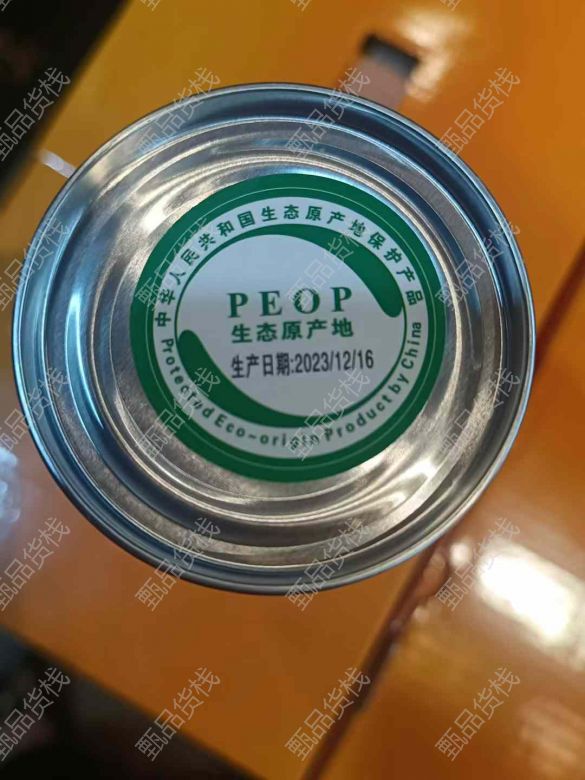 中华人民共和国生态原产地保护产品
PEOP
生态原产地
生产日期:2023/12/16
Protected Eco-origin Product by China
甄品货栈